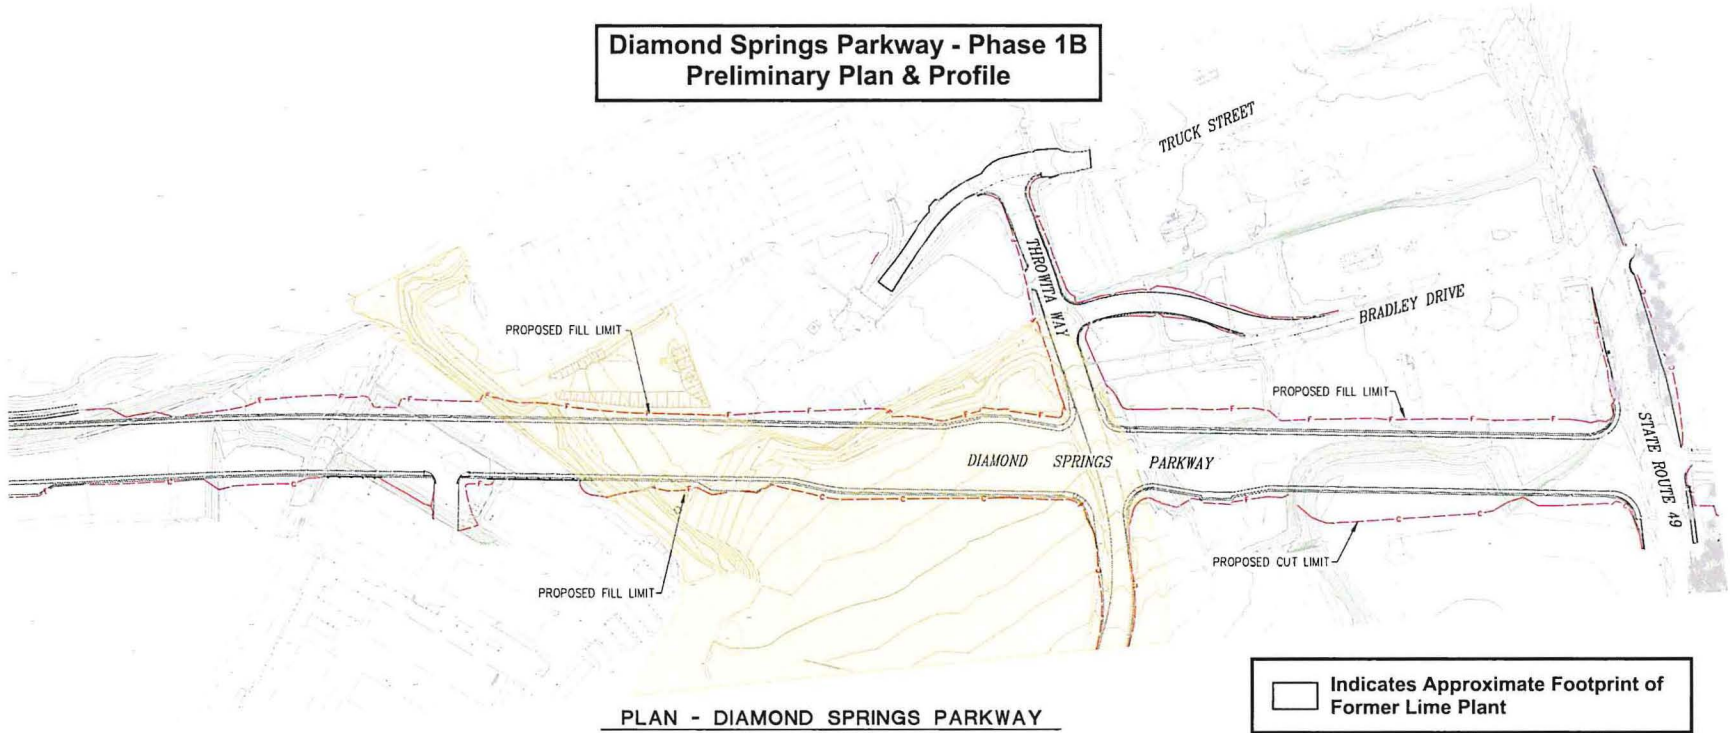 Diamond Springs Parkway - Phase 1B
Preliminary Plan & Profile
TRUCK STREET
THROWITA WAY
BRADLEY DRIVE
PROPOSED FILL LIMIT
PROPOSED FILL LIMIT
DIAMOND SPRINGS PARKWAY
STATE ROUTE 49
PROPOSED FILL LIMIT
PROPOSED CUT LIMIT
Indicates Approximate Footprint of
Former Lime Plant
PLAN - DIAMOND SPRINGS PARKWAY